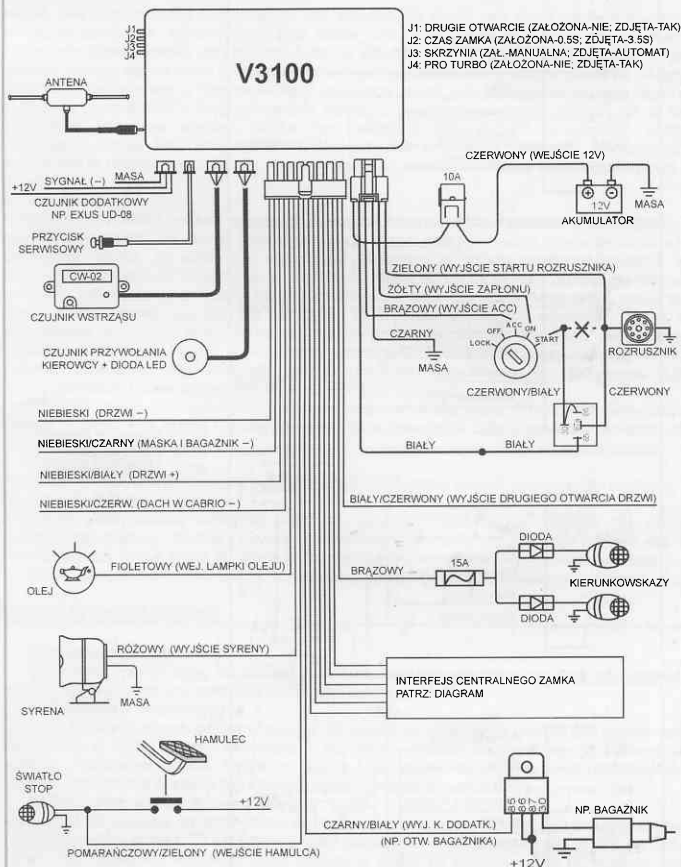 J1
J2
J3
J4
V3100
J1: DRUGIE OTWARCIE (ZAŁOŻONA-NIE; ZDJĘTA-TAK)
J2: CZAS ZAMKA (ZAŁOŻONA-0.5S; ZDJĘTA-3.5S)
J3: SKRZYNIA (ZAŁ.-MANUALNA; ZDJĘTA-AUTOMAT)
J4: PRO TURBO (ZAŁOŻONA-NIE; ZDJĘTA-TAK)
ANTENA
MASA
SYGNAŁ (–)
+12V
CZUJNIK DODATKOWY
NP. EXUS UD-08
PRZYCISK
SERWISOWY
CW-02
CZUJNIK WSTRZĄSU
CZUJNIK PRZYWOŁANIA
KIEROWCY + DIODA LED
10A
CZERWONY (WEJŚCIE 12V)
12V
AKUMULATOR
MASA
ZIELONY (WYJŚCIE STARTU ROZRUSZNIKA)
ŻÓŁTY (WYJŚCIE ZAPŁONU)
BRĄZOWY (WYJŚCIE ACC)
CZARNY
MASA
LOCK
OFF
ACC
ON
START
ROZRUSZNIK
CZERWONY/BIAŁY
CZERWONY
BIAŁY
BIAŁY
NIEBIESKI (DRZWI –)
NIEBIESKI/CZARNY (MASKA I BAGAŻNIK –)
NIEBIESKI/BIAŁY (DRZWI +)
NIEBIESKI/CZERW. (DACH W CABRIO –)
BIAŁY/CZERWONY (WYJŚCIE DRUGIEGO OTWARCIA DRZWI)
FIOLETOWY (WEJ. LAMPKI OLEJU)
OLEJ
BRĄZOWY
15A
DIODA
KIERUNKOWSKAZY
DIODA
RÓŻOWY (WYJŚCIE SYRENY)
MASA
SYRENA
INTERFEJS CENTRALNEGO ZAMKA
PATRZ: DIAGRAM
HAMULEC
ŚWIATŁO
STOP
+12V
POMARAŃCZOWY/ZIELONY (WEJŚCIE HAMULCA)
CZARNY/BIAŁY (WYJ. K. DODATK.)
(NP. OTW. BAGAŻNIKA)
85
86
87
30
+12V
NP. BAGAŻNIK